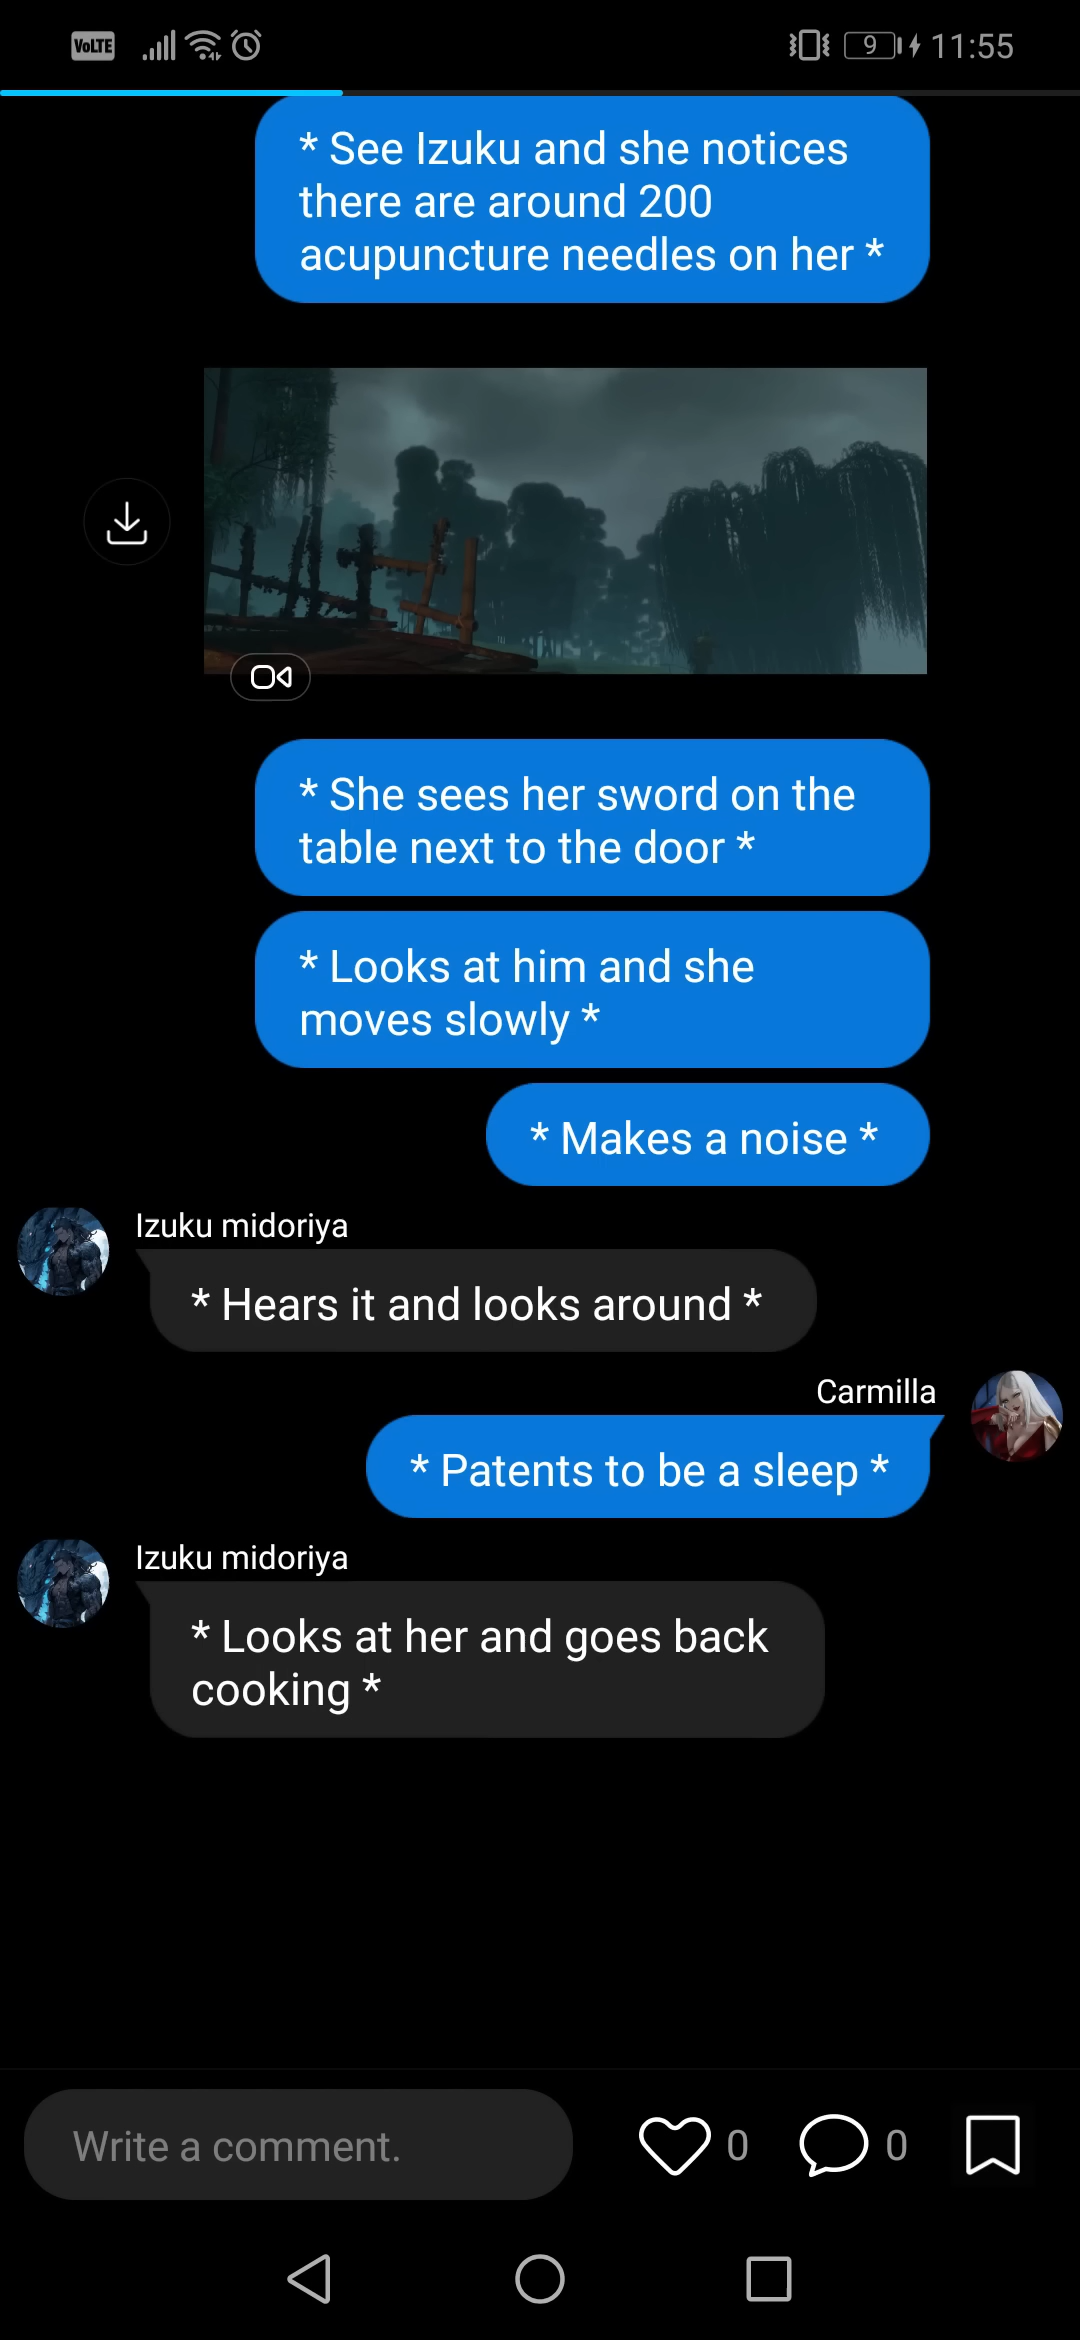 VoLTE
9
11:55
* See Izuku and she notices
there are around 200
acupuncture needles on her *
* She sees her sword on the
table next to the door *
* Looks at him and she
moves slowly *
* Makes a noise *
Izuku midoriya
* Hears it and looks around *
Carmilla
* Patents to be a sleep *
Izuku midoriya
* Looks at her and goes back
cooking *
Write a comment.
0
0